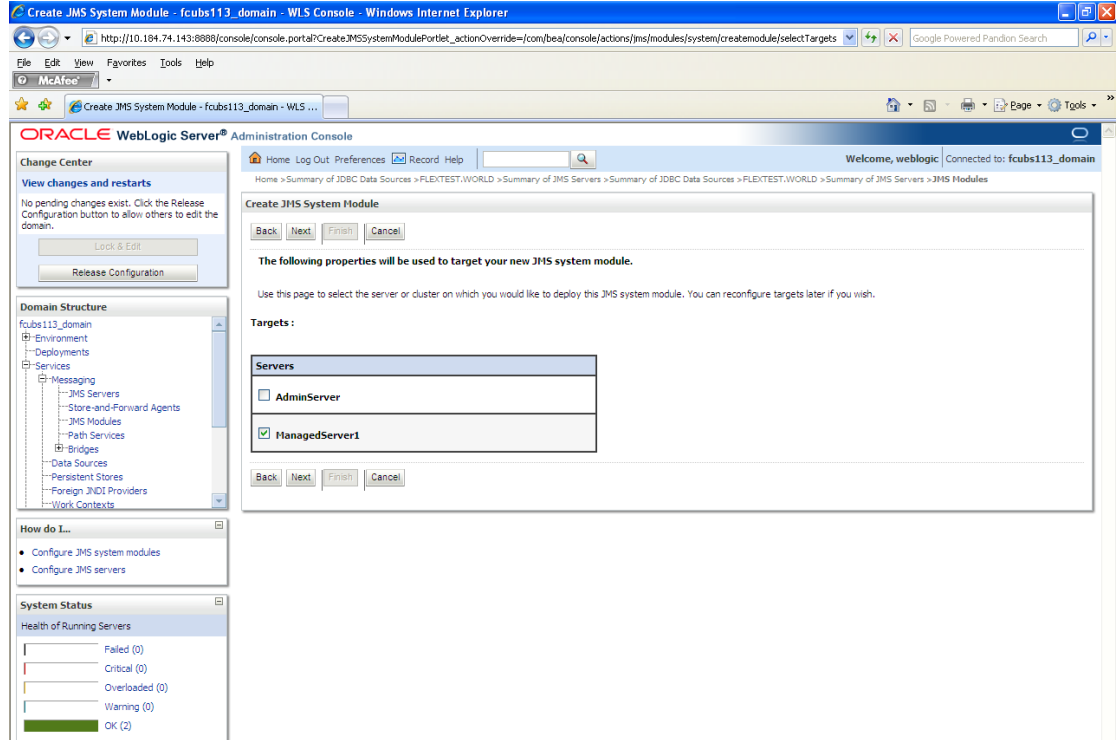 Create JMS System Module - fcubs113_domain - WLS Console - Windows Internet Explorer
http://10.184.74.143:8888/console/console.portal?CreateJMSSystemModulePortlet_actionOverride=/com/bea/console/actions/jms/modules/system/createmodule/selectTargets
Google Powered Pandion Search
File Edit View Favorites Tools Help
McAfee
Create JMS System Module - fcubs113_domain - WLS ...
Page Tools »
ORACLE WebLogic Server® Administration Console
Change Center
View changes and restarts
No pending changes exist. Click the Release
Configuration button to allow others to edit the
domain.
Lock & Edit
Release Configuration
Domain Structure
fcubs113_domain
Environment
Deployments
Services
Messaging
JMS Servers
Store-and-Forward Agents
JMS Modules
Path Services
Bridges
Data Sources
Persistent Stores
Foreign JNDI Providers
Work Contexts
How do I...
Configure JMS system modules
Configure JMS servers
System Status
Health of Running Servers
Failed (0)
Critical (0)
Overloaded (0)
Warning (0)
OK (2)
Home Log Out Preferences Record Help
Welcome, weblogic Connected to: fcubs113_domain
Home >Summary of JDBC Data Sources >FLEXTEST.WORLD >Summary of JMS Servers >Summary of JDBC Data Sources >FLEXTEST.WORLD >Summary of JMS Servers >JMS Modules
Create JMS System Module
Back Next Finish Cancel
The following properties will be used to target your new JMS system module.
Use this page to select the server or cluster on which you would like to deploy this JMS system module. You can reconfigure targets later if you wish.
Targets :
Servers
AdminServer
ManagedServer1
Back Next Finish Cancel